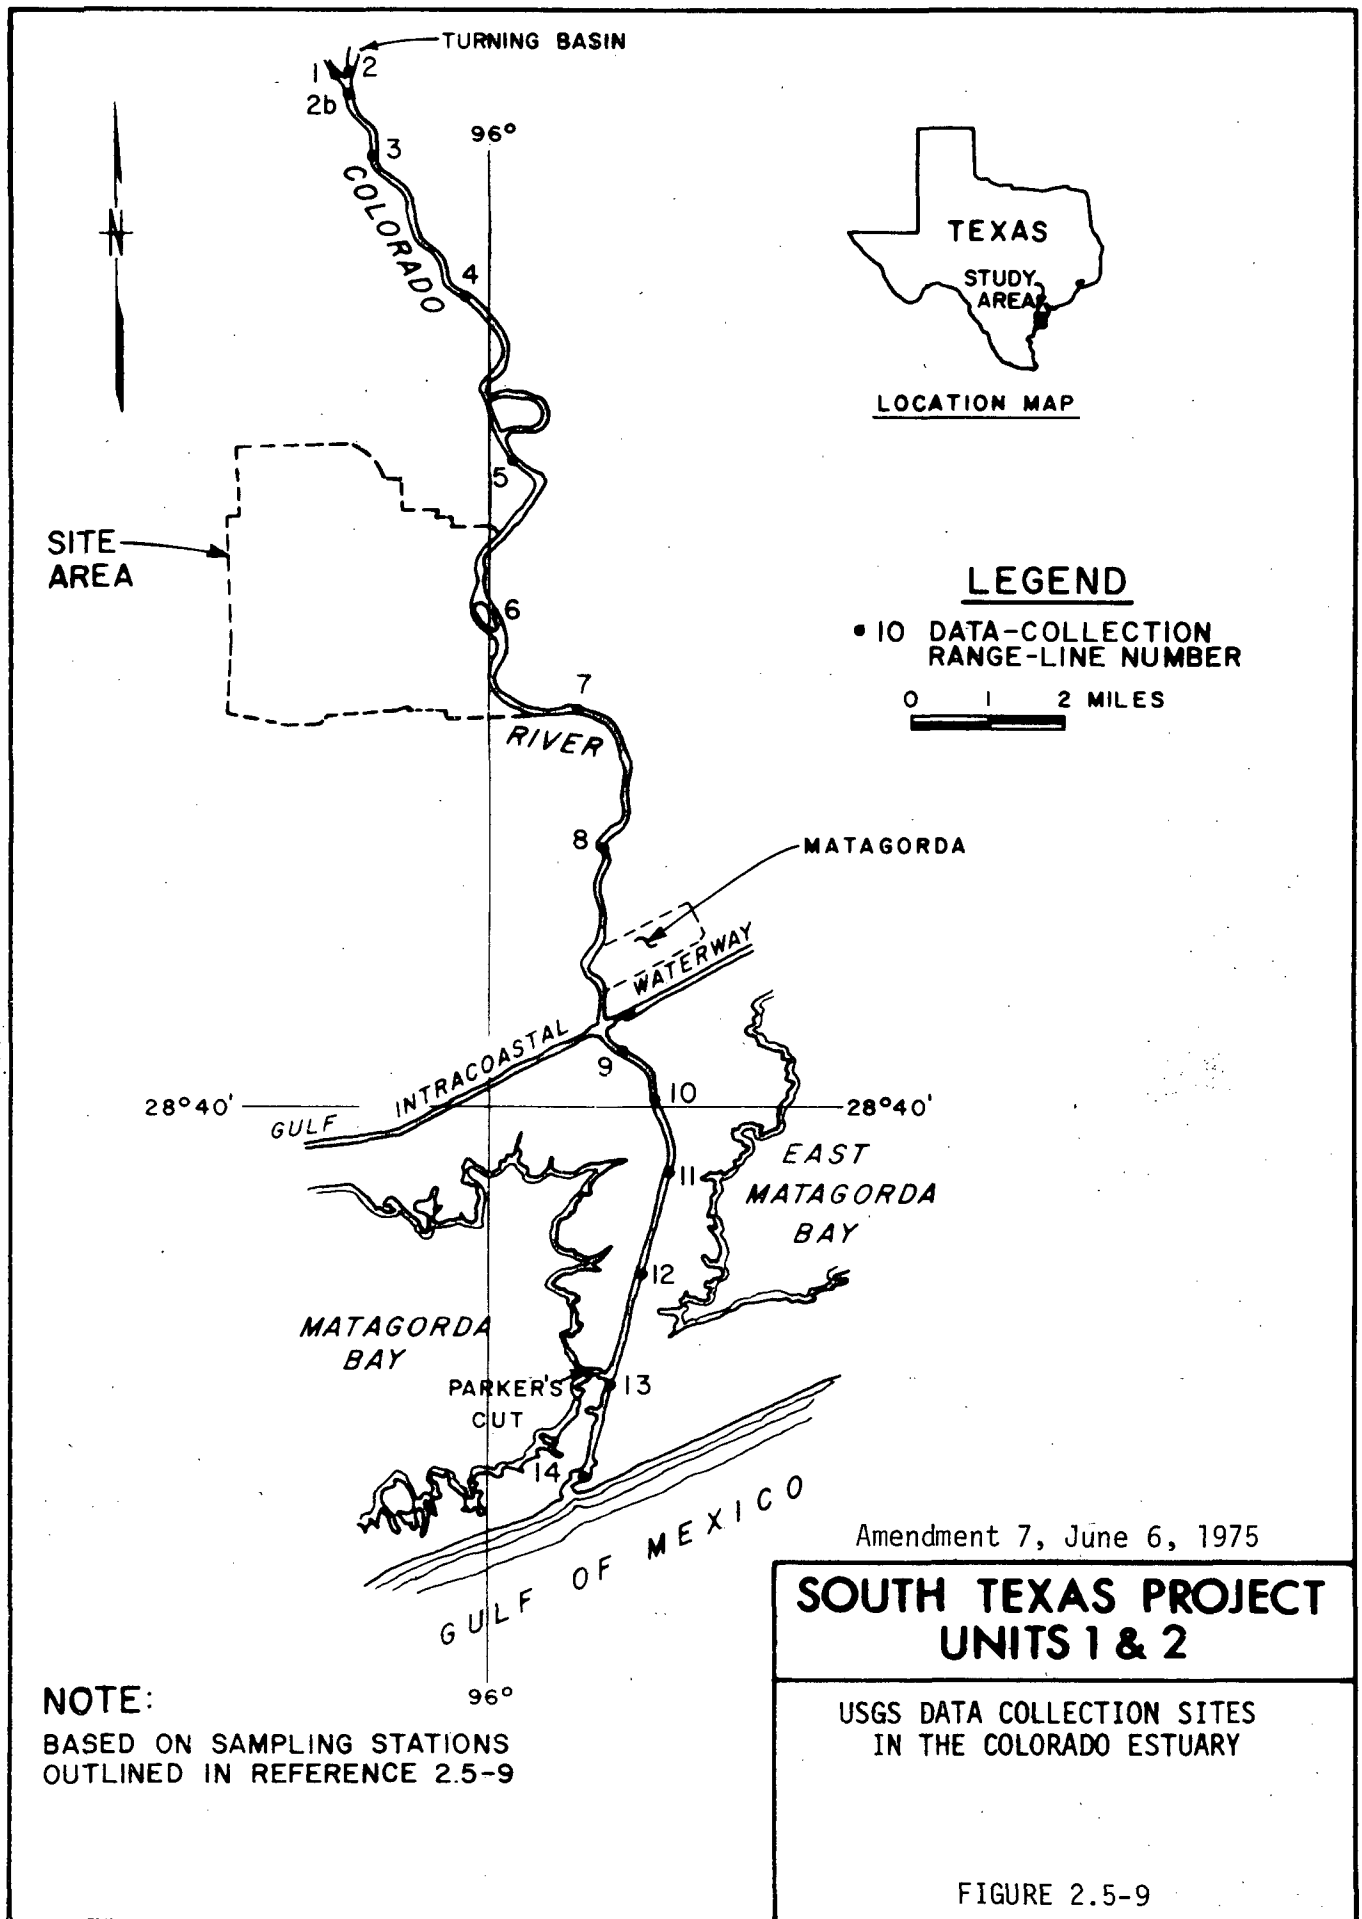 TURNING BASIN
1
2
2b
96°
3
COLORADO
N
TEXAS
STUDY
AREA
4
LOCATION MAP
5
SITE
AREA
LEGEND
6
10 DATA-COLLECTION
RANGE-LINE NUMBER
7
0 1 2 MILES
RIVER
8
MATAGORDA
WATERWAY
INTRACOASTAL
9
10
28°40'
28°40'
GULF
EAST
MATAGORDA
BAY
11
12
MATAGORDA
BAY
PARKER'S
CUT
13
14
GULF OF MEXICO
Amendment 7, June 6, 1975
SOUTH TEXAS PROJECT
UNITS 1 & 2
96°
NOTE:
BASED ON SAMPLING STATIONS
OUTLINED IN REFERENCE 2.5-9
USGS DATA COLLECTION SITES
IN THE COLORADO ESTUARY
FIGURE 2.5-9